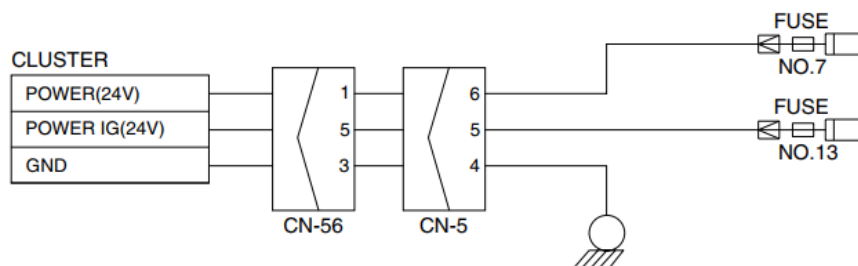 FUSE
NO.7
CLUSTER
POWER(24V) 1 6
FUSE
POWER IG(24V) 5 5
NO.13
GND 3 4
CN-56 CN-5